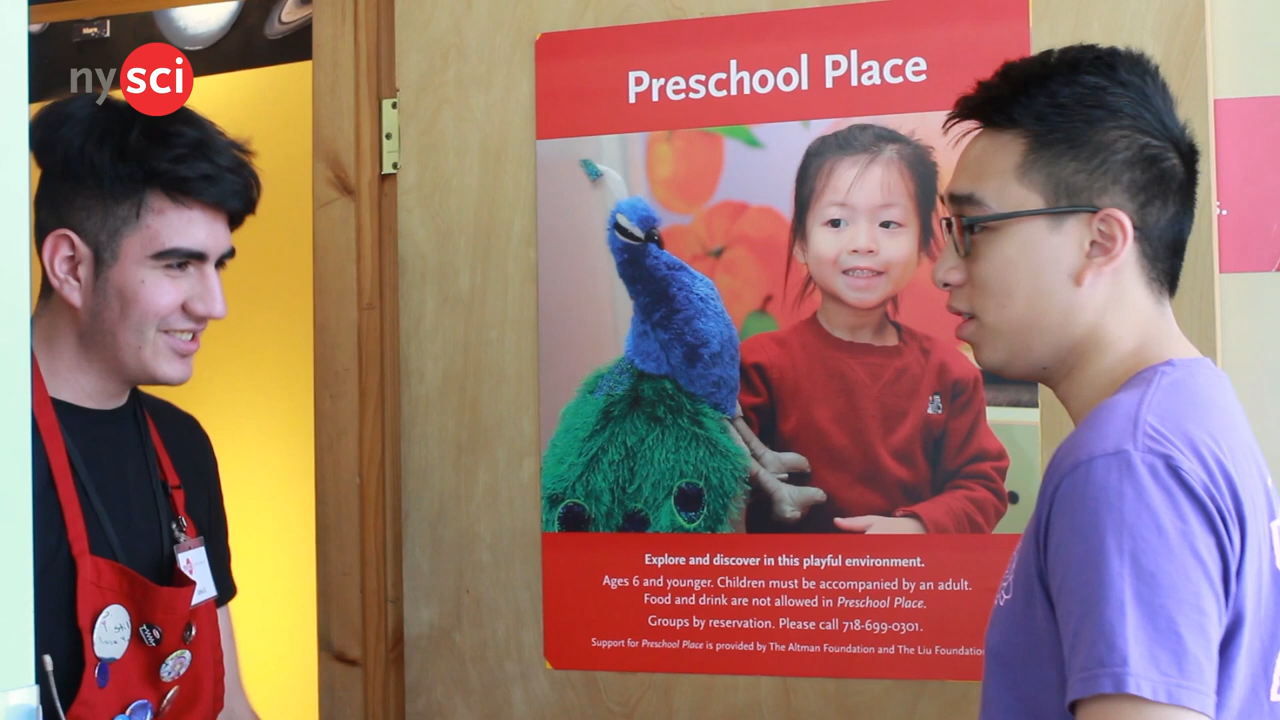 nysci
Preschool Place
Explore and discover in this playful environment.
Ages 6 and younger. Children must be accompanied by an adult.
Food and drink are not allowed in Preschool Place.
Groups by reservation. Please call 718-699-0301.
Support for Preschool Place is provided by The Altman Foundation and The Liu Foundatio